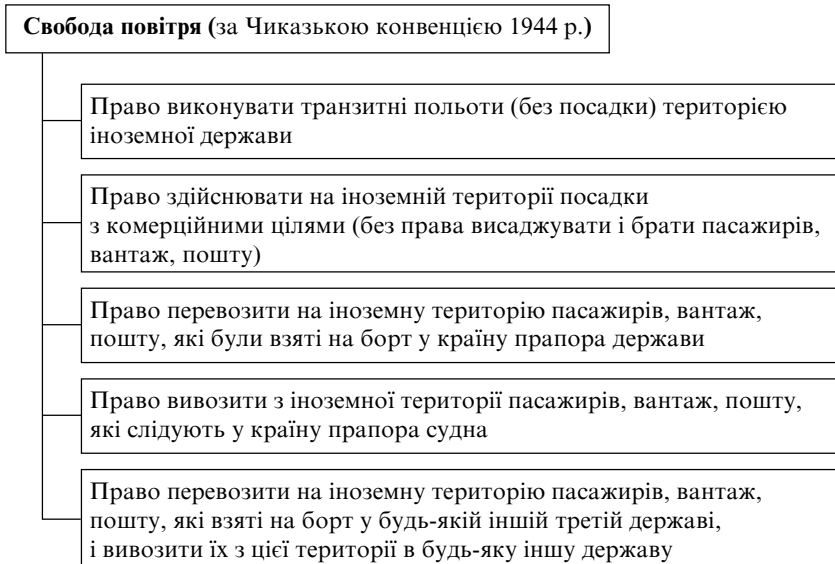 Свобода повітря (за Чиказькою конвенцією 1944 р.)
Право виконувати транзитні польоти (без посадки) територією
іноземної держави
Право здійснювати на іноземній території посадки
з комерційними цілями (без права висаджувати і брати пасажирів,
вантаж, пошту)
Право перевозити на іноземну територію пасажирів, вантаж,
пошту, які були взяті на борт у країну прапора держави
Право вивозити з іноземної території пасажирів, вантаж, пошту,
які слідують у країну прапора судна
Право перевозити на іноземну територію пасажирів, вантаж,
пошту, які взяті на борт у будь-якій іншій третій державі,
і вивозити їх з цієї території в будь-яку іншу державу